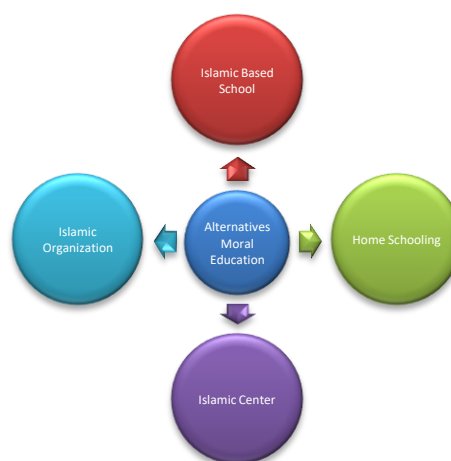 Islamic Based
School
Islamic
Organization
Alternatives
Moral
Education
Home Schooling
Islamic Center